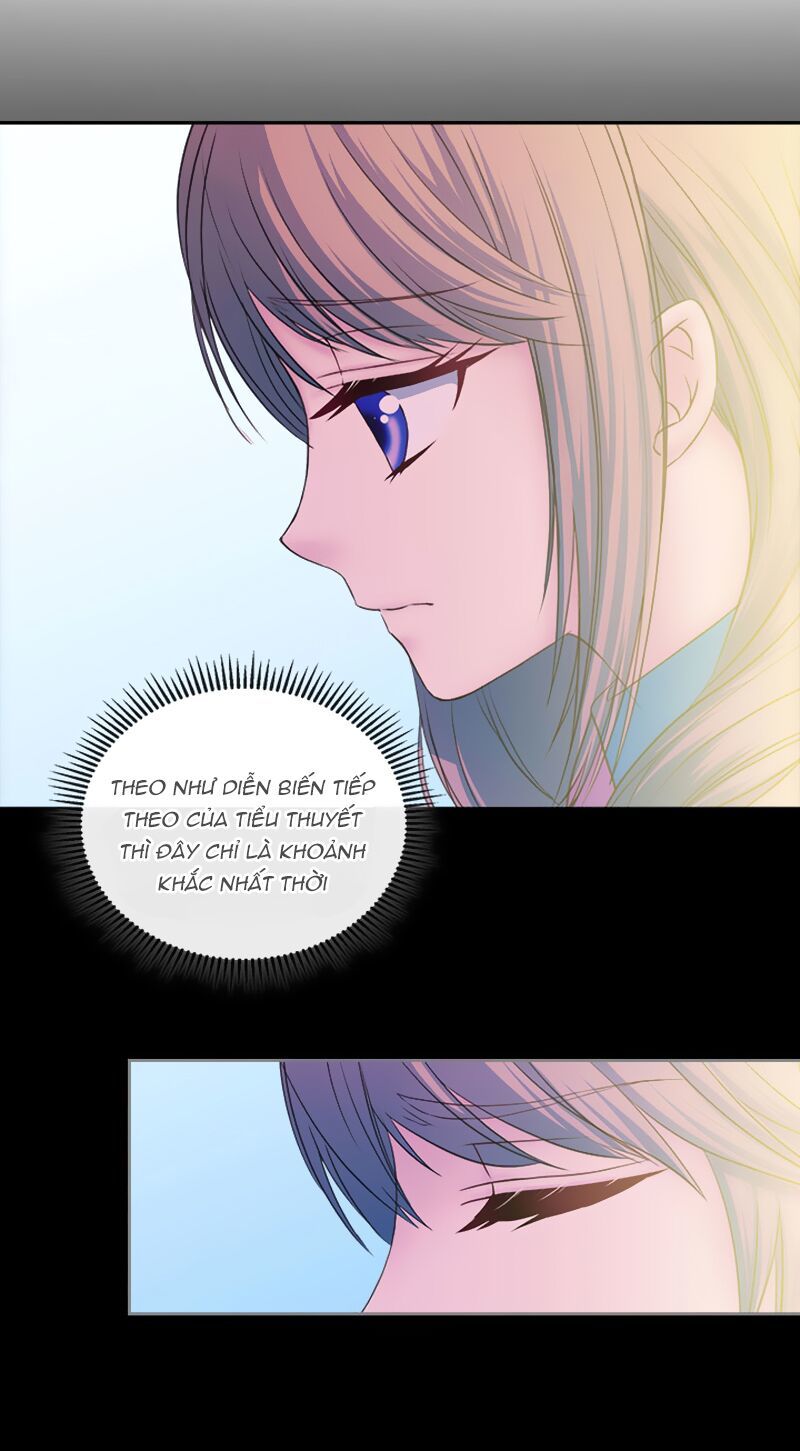 THEO NHƯ DIỄN BIẾN TIẾP
THEO CỦA TIỂU THUYẾT
THÌ ĐÂY CHỈ LÀ KHOẢNH
KHẮC NHẤT THỜI